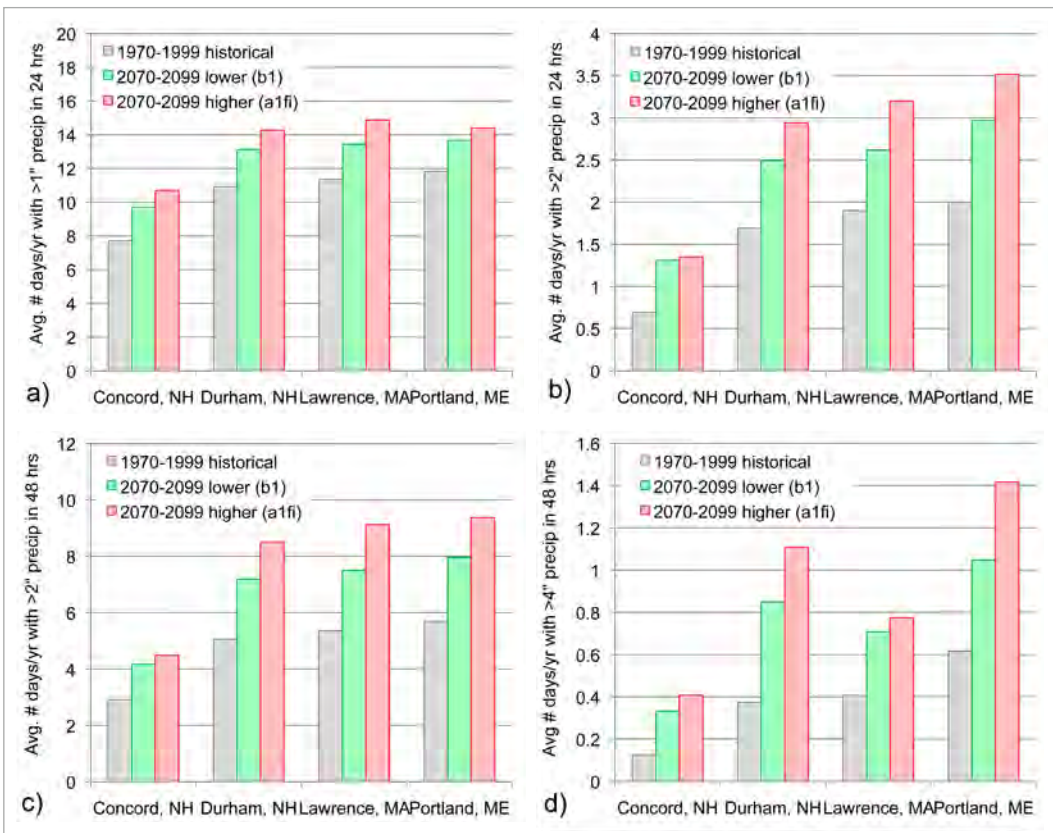 Avg. # days/yr with >1" precip in 24 hrs
20
18
16
14
12
10
8
6
4
2
0
1970-1999 historical
2070-2099 lower (b1)
2070-2099 higher (a1fi)
a)
Concord, NH Durham, NH Lawrence, MA Portland, ME
Avg. # days/yr with >2" precip in 24 hrs
4
3.5
3
2.5
2
1.5
1
0.5
0
1970-1999 historical
2070-2099 lower (b1)
2070-2099 higher (a1fi)
b)
Concord, NH Durham, NH Lawrence, MA Portland, ME
Avg. # days/yr with >2" precip in 48 hrs
12
10
8
6
4
2
0
1970-1999 historical
2070-2099 lower (b1)
2070-2099 higher (a1fi)
c)
Concord, NH Durham, NH Lawrence, MA Portland, ME
Avg # days/yr with >4" precip in 48 hrs
1.6
1.4
1.2
1
0.8
0.6
0.4
0.2
0
1970-1999 historical
2070-2099 lower (b1)
2070-2099 higher (a1fi)
d)
Concord, NH Durham, NH Lawrence, MA Portland, ME